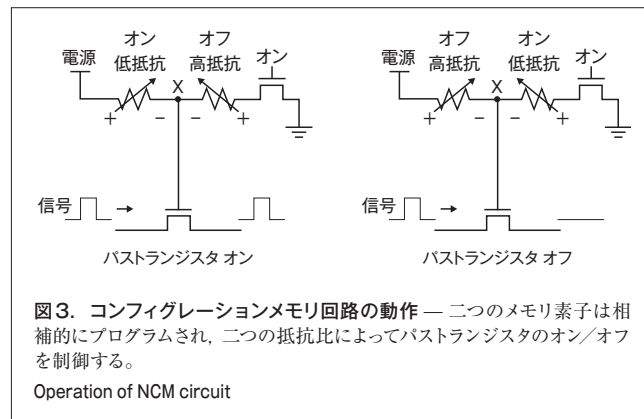 電源
オン
低抵抗
オフ
高抵抗
オン
X
+ − − +
信号
パストランジスタ オン
電源
オフ
高抵抗
オン
低抵抗
オン
X
+ − − +
信号
パストランジスタ オフ
図3. コンフィグレーションメモリ回路の動作 — 二つのメモリ素子は相
補的にプログラムされ, 二つの抵抗比によってパストランジスタのオン／オフ
を制御する。
Operation of NCM circuit